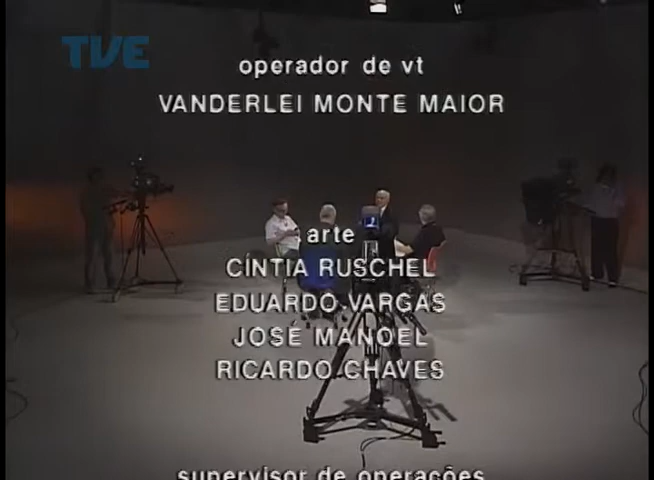 TVE
operador de vt
VANDERLEI MONTE MAIOR
arte
CÍNTIA RUSCHEL
EDUARDO VARGAS
JOSÉ MANOEL
RICARDO CHAVES
supervisor de operações